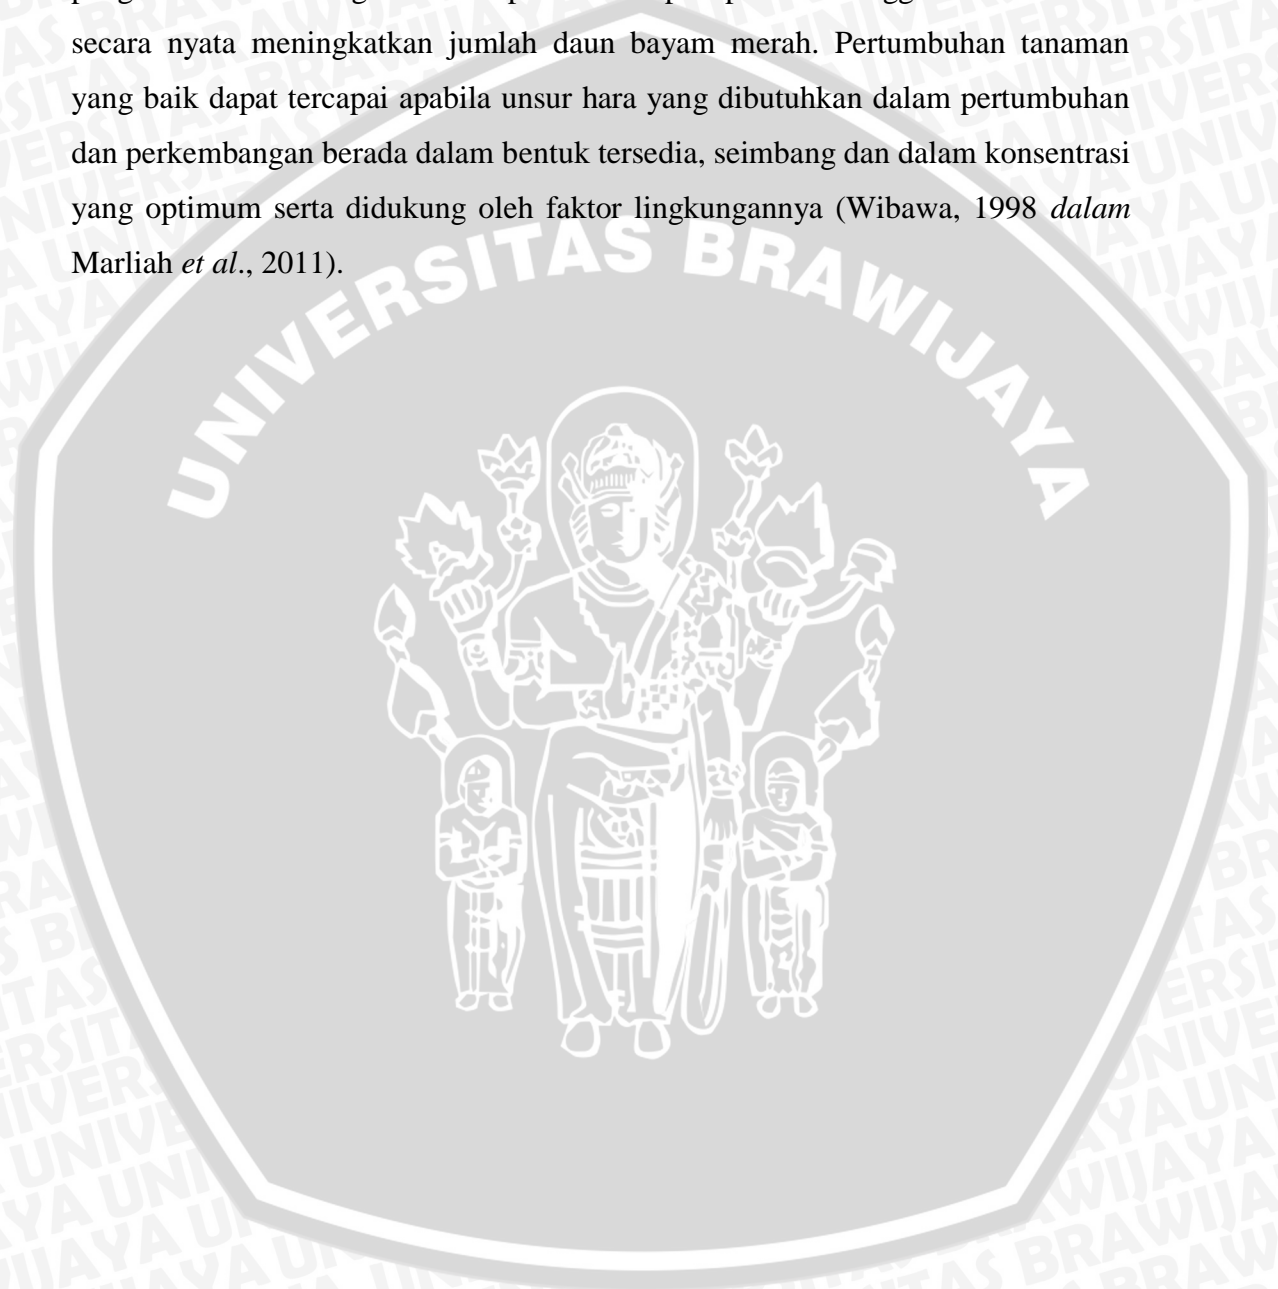 secara nyata meningkatkan jumlah daun bayam merah. Pertumbuhan tanaman
yang baik dapat tercapai apabila unsur hara yang dibutuhkan dalam pertumbuhan
dan perkembangan berada dalam bentuk tersedia, seimbang dan dalam konsentrasi
yang optimum serta didukung oleh faktor lingkungannya (Wibawa, 1998 dalam
Marliah et al., 2011).
UNIVERSITAS BRAWIJAYA